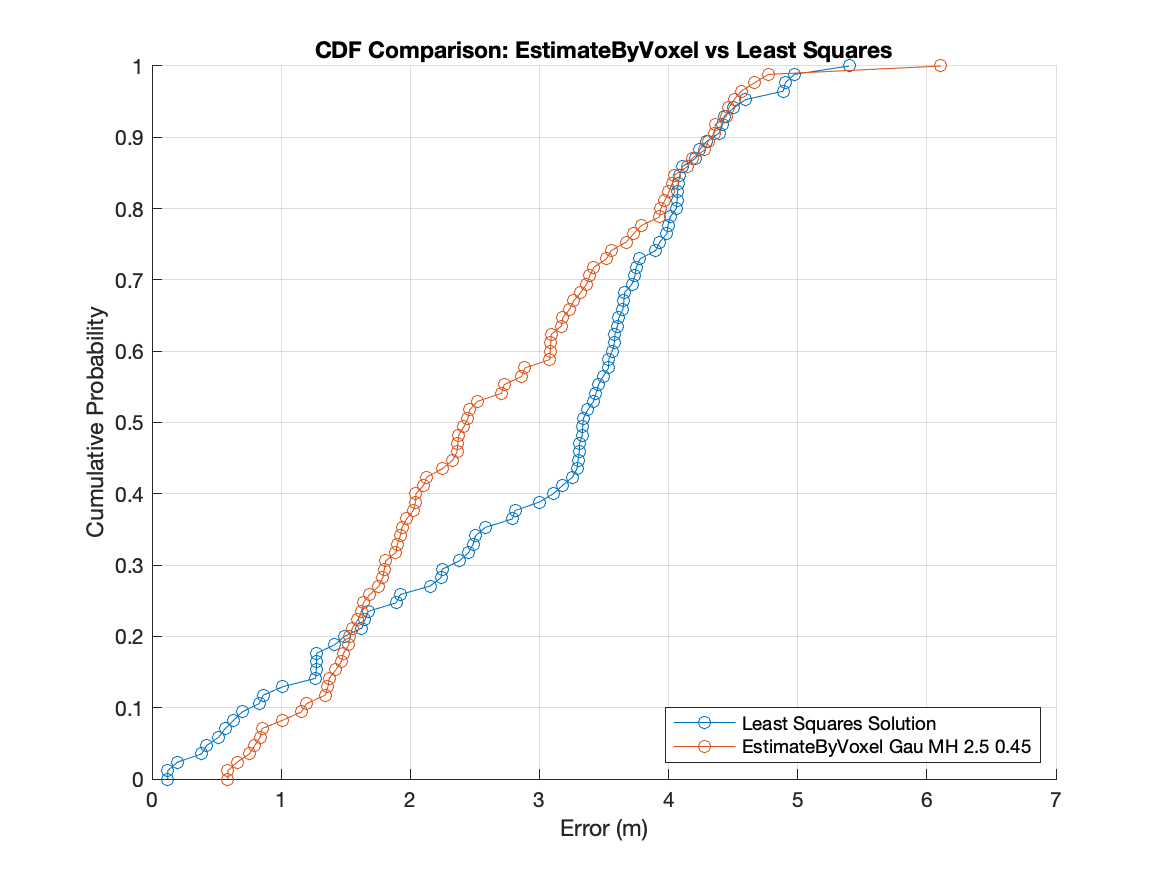 CDF Comparison: EstimateByVoxel vs Least Squares
1
0.9
0.8
0.7
0.6
0.5
0.4
0.3
0.2
0.1
0
Cumulative Probability
0 1 2 3 4 5 6 7
Error (m)
Least Squares Solution
EstimateByVoxel Gau MH 2.5 0.45